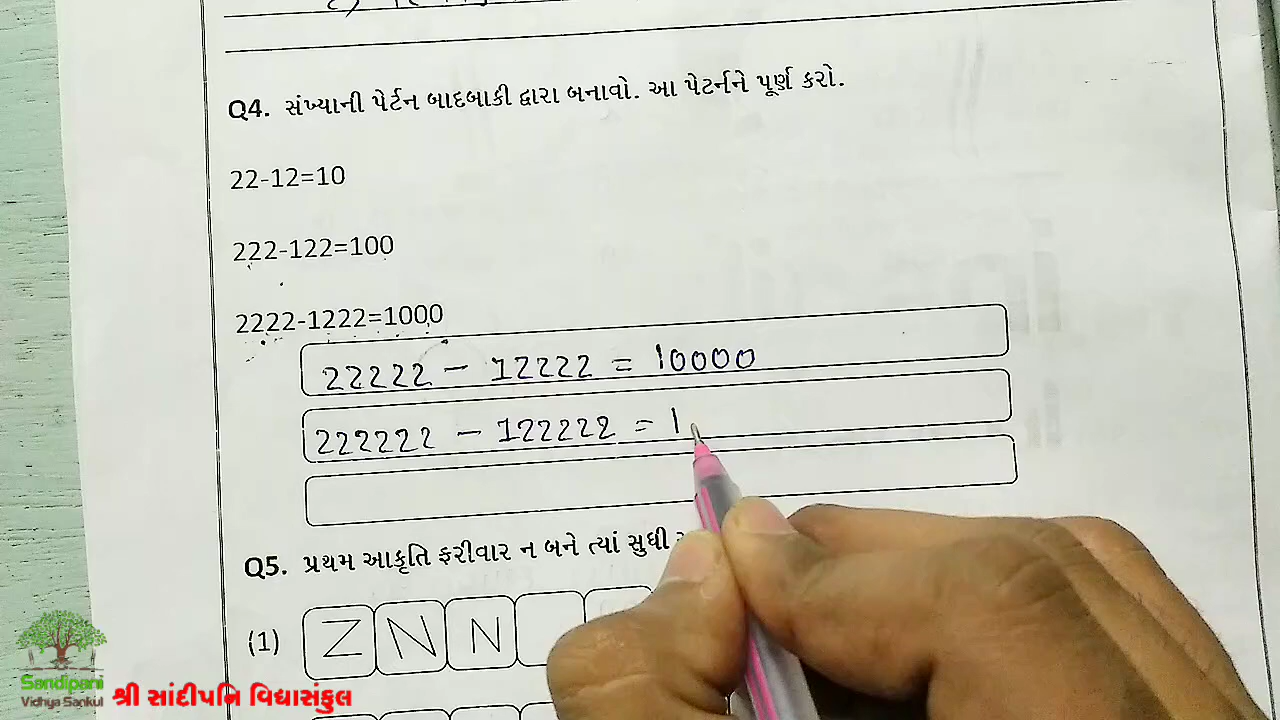 Q4. સંખ્યાની પેર્ટન બાદબાકી દ્વારા બનાવો. આ પેટર્નને પૂર્ણ કરો.
22-12=10
222-122=100
2222-1222=1000
22222 - 12222 = 10000
222222 - 122222 = 1
Q5. પ્રથમ આકૃતિ ફરીવાર ન બને ત્યાં સુધી
(1) Z N N
Sandipani
Vidhya Sankul
શ્રી સાંદીપનિ વિદ્યાસંકુલ